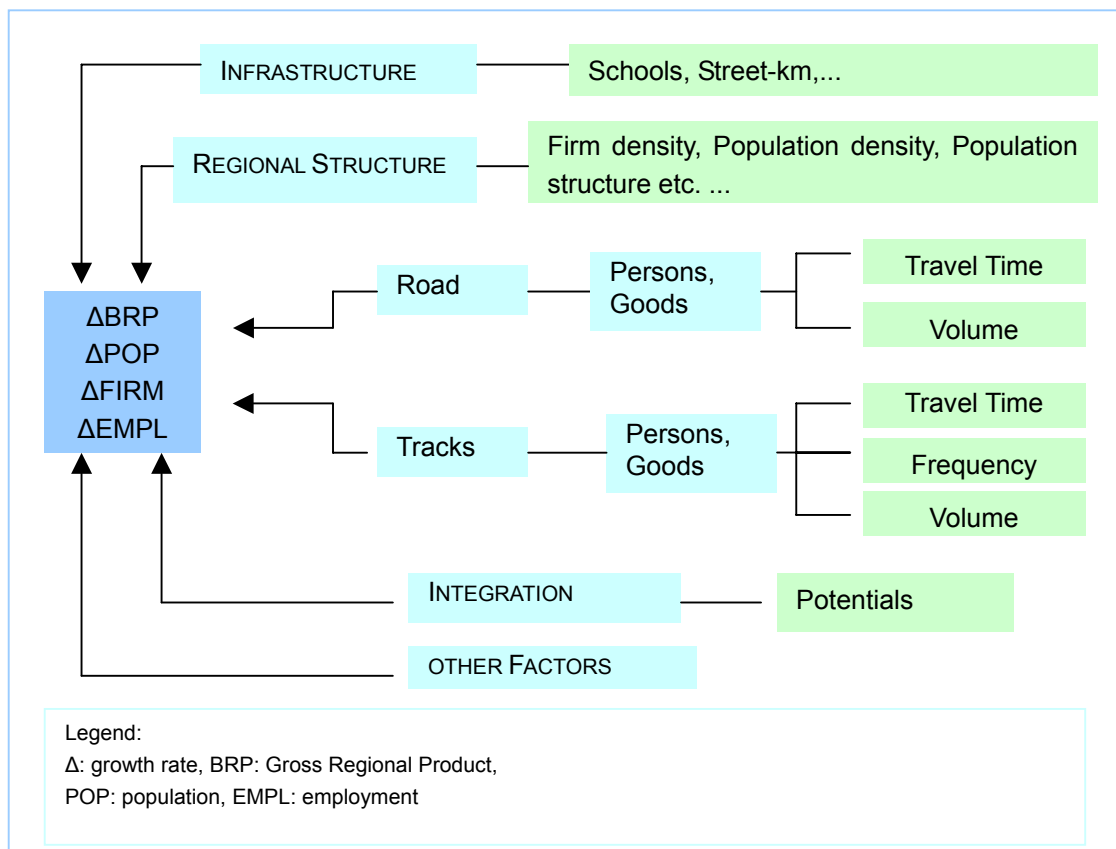 INFRASTRUCTURE
Schools, Street-km,...
REGIONAL STRUCTURE
Firm density, Population density, Population
structure etc. ...
Road
Persons,
Goods
Travel Time
Volume
ΔBRP
ΔPOP
ΔFIRM
ΔEMPL
Tracks
Persons,
Goods
Travel Time
Frequency
Volume
INTEGRATION
Potentials
OTHER FACTORS
Legend:
Δ: growth rate, BRP: Gross Regional Product,
POP: population, EMPL: employment